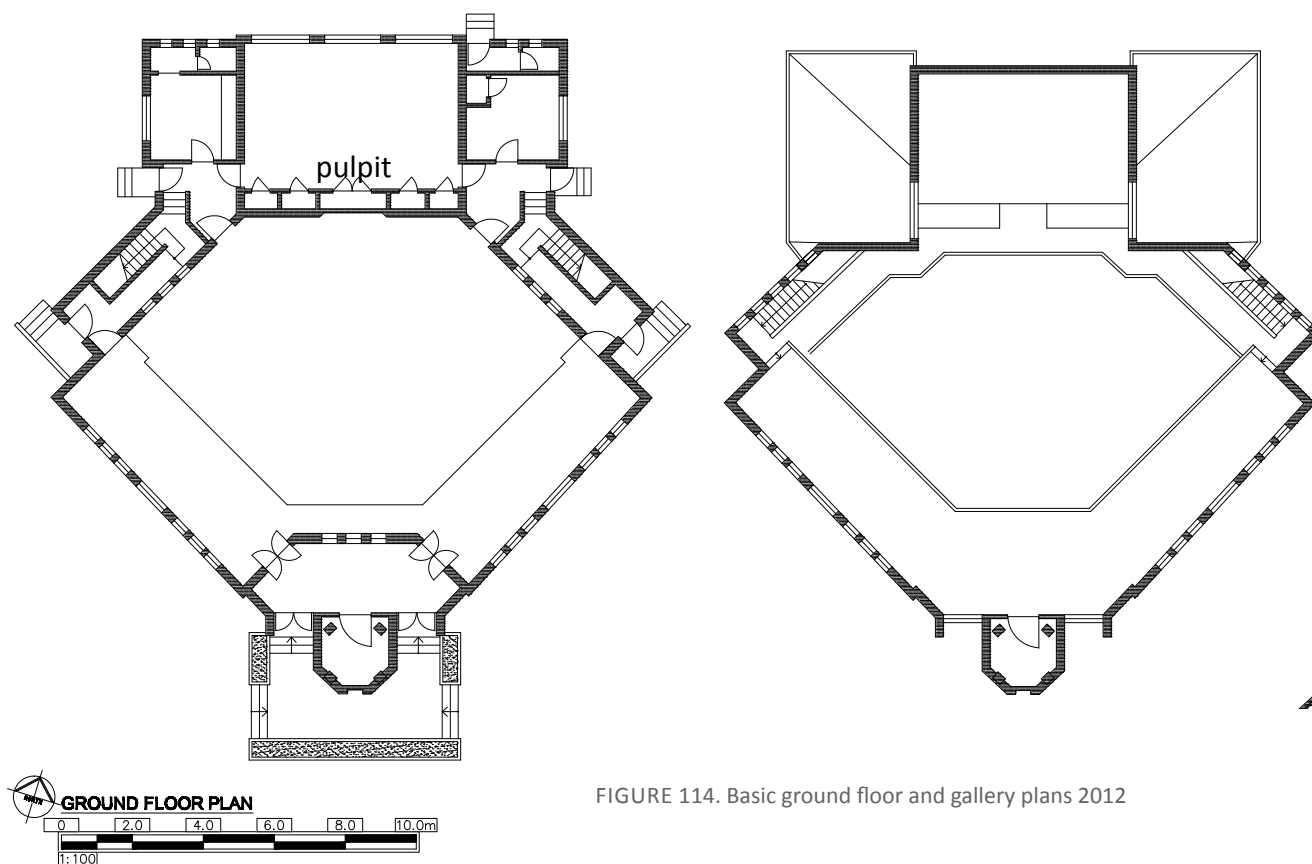 pulpit
NORTH
GROUND FLOOR PLAN
0 2.0 4.0 6.0 8.0 10.0m
1:100
FIGURE 114. Basic ground floor and gallery plans 2012